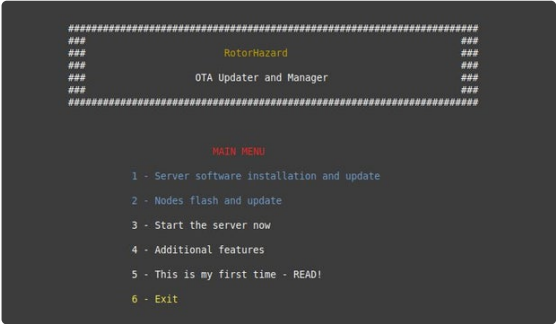 #######################################################################
### ###
### RotorHazard ###
### ###
### OTA Updater and Manager ###
### ###
#######################################################################
MAIN MENU
1 - Server software installation and update
2 - Nodes flash and update
3 - Start the server now
4 - Additional features
5 - This is my first time - READ!
6 - Exit